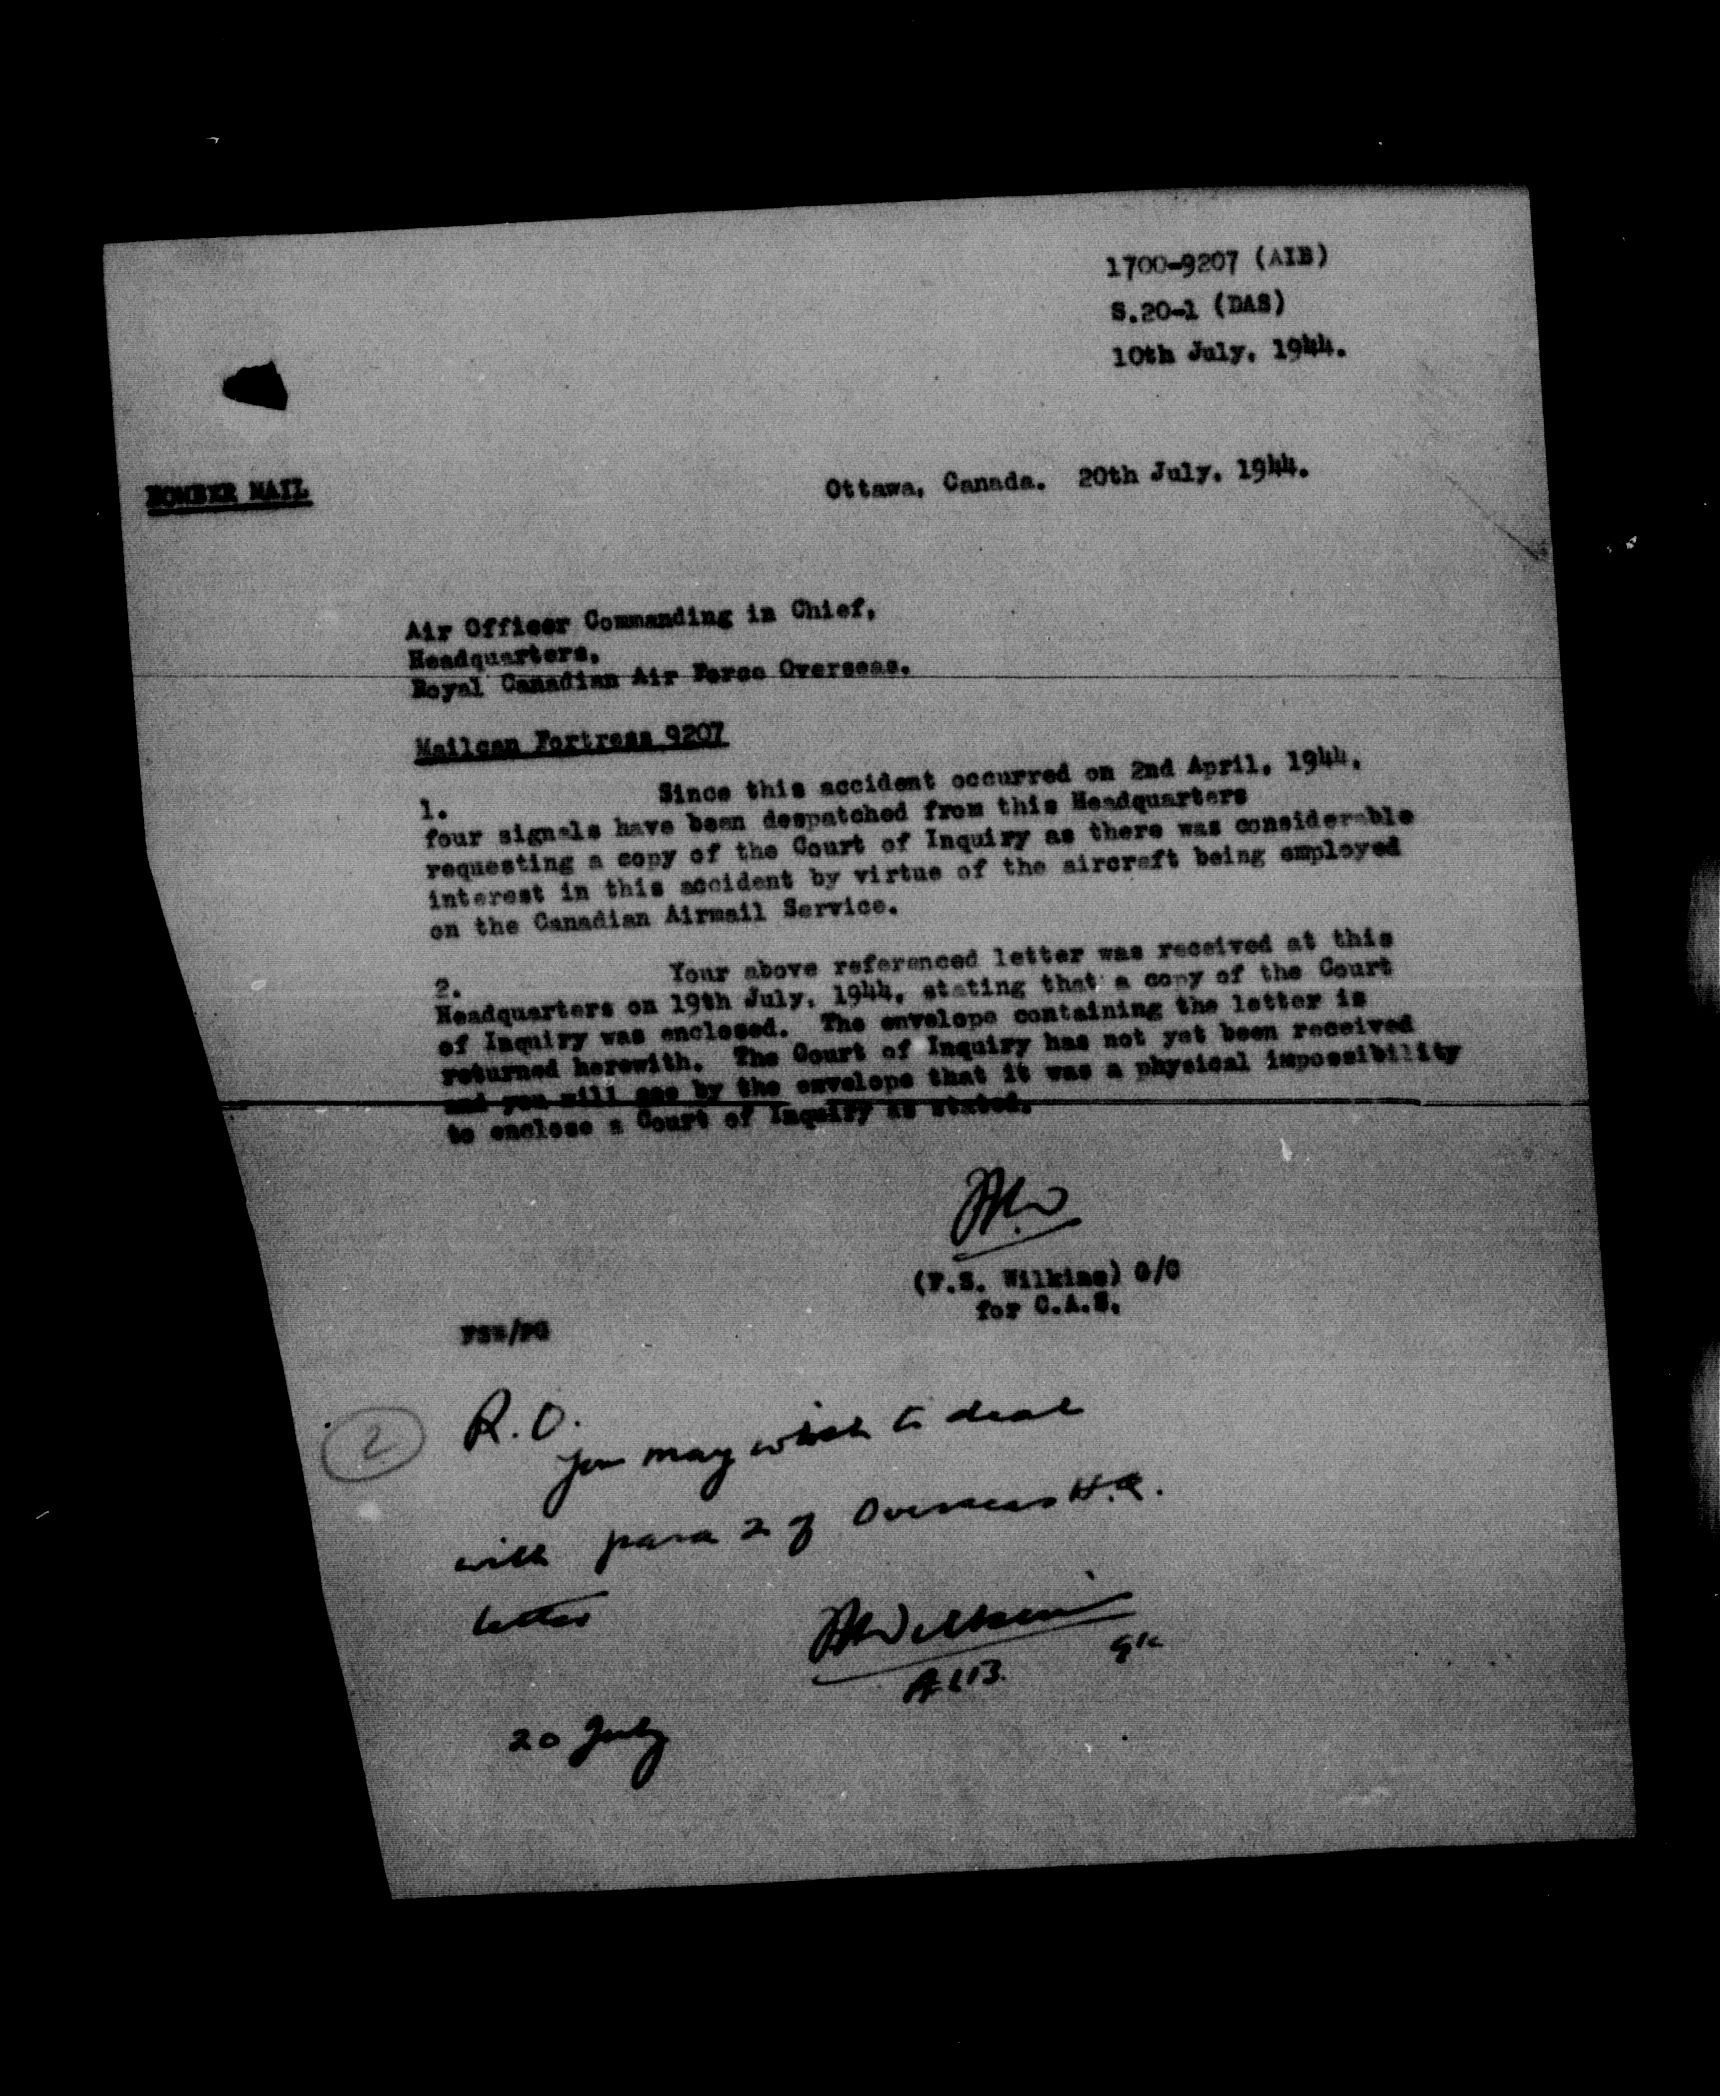 1700-9207 (AIB)
S.20-1 (DAS)
10th July, 1944.
BOMBER MAIL
Ottawa, Canada. 20th July, 1944.
Air Officer Commanding in Chief,
Headquarters,
Royal Canadian Air Force Overseas.
Mailcan Fortress 9207
1. Since this accident occurred on 2nd April, 1944,
four signals have been despatched from this Headquarters
requesting a copy of the Court of Inquiry as there was considerable
interest in this accident by virtue of the aircraft being employed
on the Canadian Airmail Service.
2. Your above referenced letter was received at this
Headquarters on 19th July, 1944, stating that a copy of the Court
of Inquiry was enclosed. The envelope containing the letter is
returned herewith. The Court of Inquiry has not yet been received
and you will see by the envelope that it was a physical impossibility
to enclose a Court of Inquiry as stated.
(F.S. Wilkins) G/C
for C.A.S.
FSW/PG
2
R.O.
You may wish to deal
with para 2 of Overseas H.Q.
letter
FSWilkins
G/C
AIB.
20 July